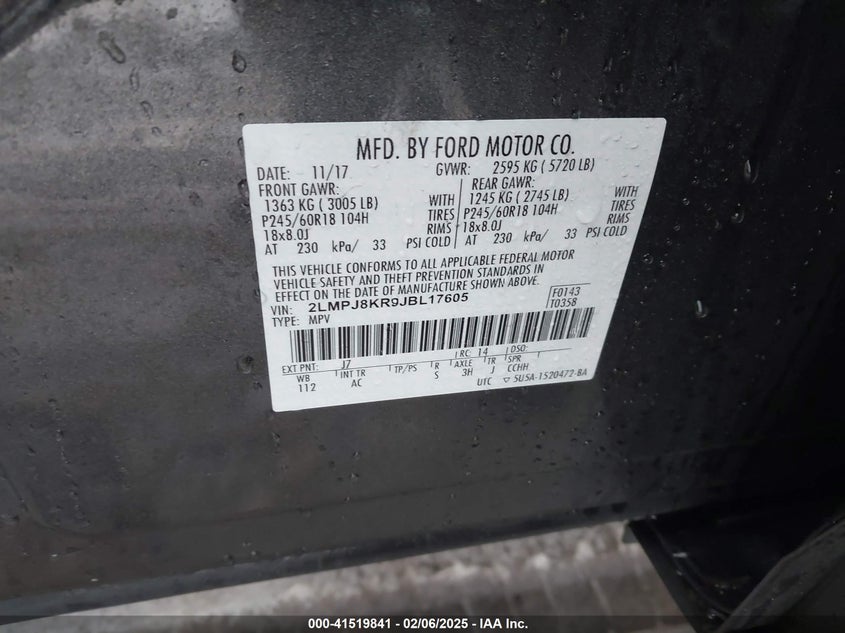 MFD. BY FORD MOTOR CO.
DATE: 11/17 GVWR: 2595 KG ( 5720 LB)
FRONT GAWR: REAR GAWR:
1363 KG ( 3005 LB) WITH 1245 KG ( 2745 LB) WITH
P245/60R18 104H TIRES P245/60R18 104H TIRES
18x8.0J RIMS 18x8.0J RIMS
AT 230 kPa/ 33 PSI COLD AT 230 kPa/ 33 PSI COLD
THIS VEHICLE CONFORMS TO ALL APPLICABLE FEDERAL MOTOR
VEHICLE SAFETY AND THEFT PREVENTION STANDARDS IN
EFFECT ON THE DATE OF MANUFACTURE SHOWN ABOVE.
VIN: 2LMPJ8KR9JBL17605 F0143
TYPE: MPV T0358
EXT PNT: J7 RC: 14 DSO:
WB INT TR TP/PS R AXLE TR SPR
112 AC S 3H J CCHH
UTC ▽ 5U5A-1520472-BA
000-41519841 / 02/06/2025 - IAA Inc.